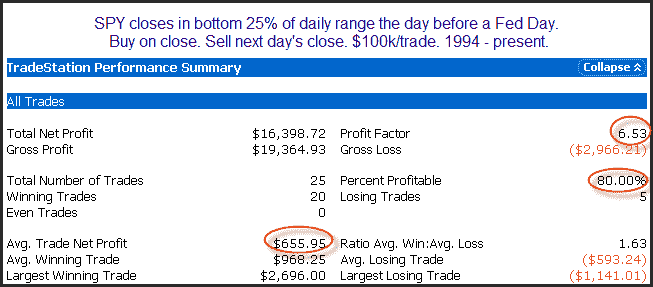 SPY closes in bottom 25% of daily range the day before a Fed Day.
Buy on close. Sell next day's close. $100k/trade. 1994 - present.
TradeStation Performance Summary Collapse
All Trades
Total Net Profit $16,398.72 Profit Factor 6.53
Gross Profit $19,364.93 Gross Loss ($2,966.21)
Total Number of Trades 25 Percent Profitable 80.00%
Winning Trades 20 Losing Trades 5
Even Trades 0
Avg. Trade Net Profit $655.95 Ratio Avg. Win:Avg. Loss 1.63
Avg. Winning Trade $968.25 Avg. Losing Trade ($593.24)
Largest Winning Trade $2,696.00 Largest Losing Trade ($1,141.01)